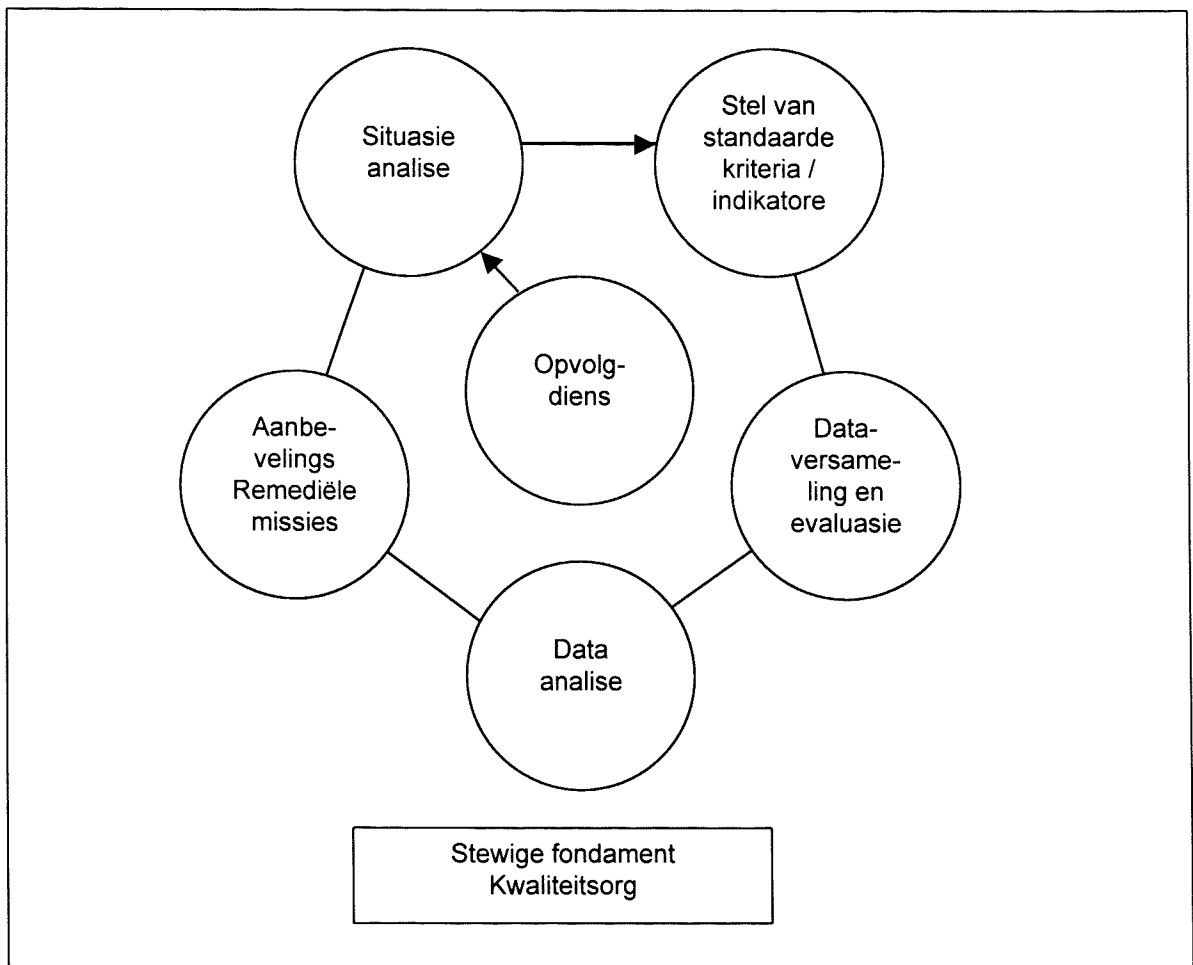 Situasie
analise
Stel van
standaarde
kriteria /
indikatore
Opvolg-
diens
Aanbe-
velings
Remediële
missies
Data-
versame-
ling en
evaluasie
Data
analise
Stewige fondament
Kwaliteitsorg